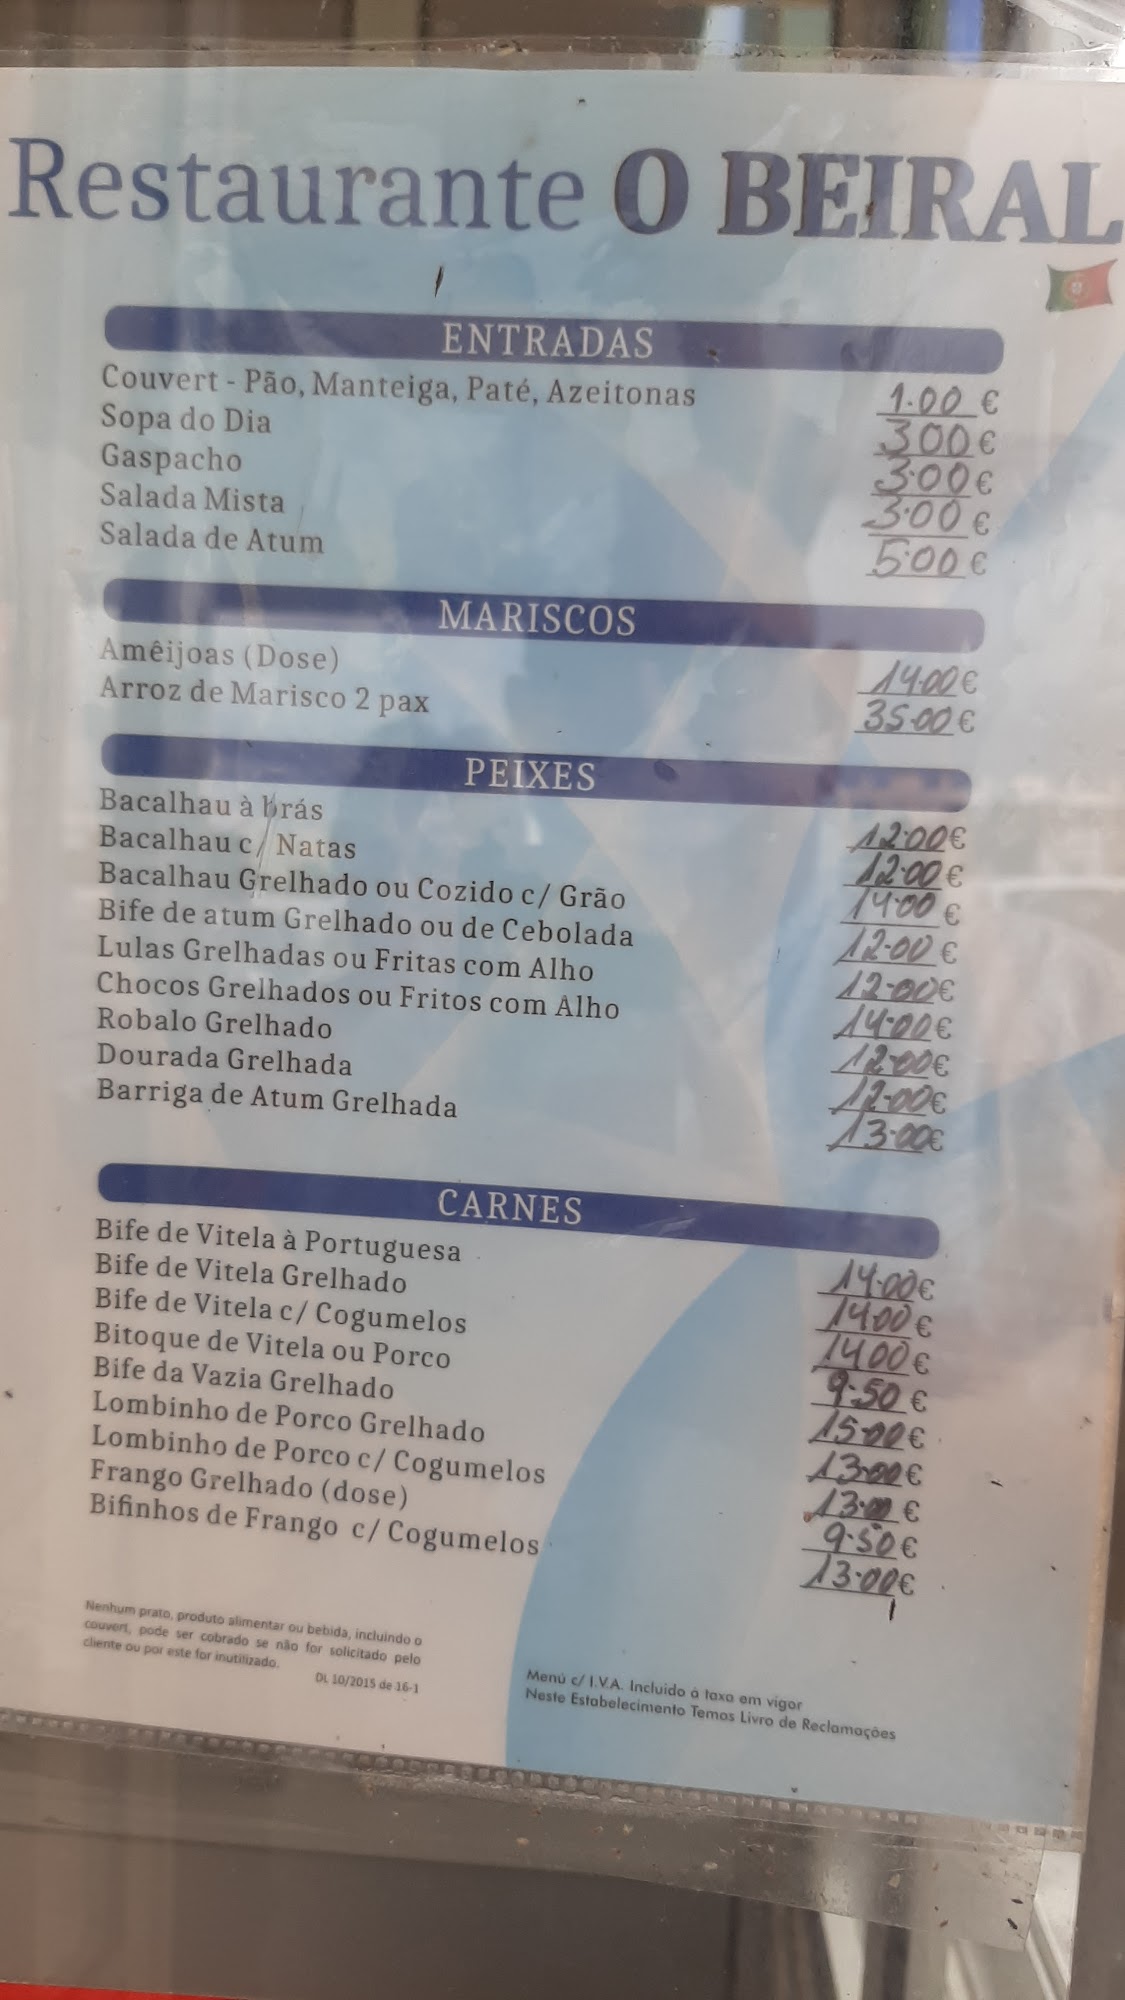 Restaurante O BEIRAL
ENTRADAS
Couvert - Pão, Manteiga, Paté, Azeitonas 1.00 €
Sopa do Dia 300 €
Gaspacho 3.00 €
Salada Mista 3.00 €
Salada de Atum 5.00 €
MARISCOS
Amêijoas (Dose) 14.00 €
Arroz de Marisco 2 pax 35.00 €
PEIXES
Bacalhau à brás 12.00 €
Bacalhau c/ Natas 12.00 €
Bacalhau Grelhado ou Cozido c/ Grão 14.00 €
Bife de atum Grelhado ou de Cebolada 12.00 €
Lulas Grelhadas ou Fritas com Alho 12.00 €
Chocos Grelhados ou Fritos com Alho 14.00 €
Robalo Grelhado 12.00 €
Dourada Grelhada 12.00 €
Barriga de Atum Grelhada 13.00 €
CARNES
Bife de Vitela à Portuguesa 14.00 €
Bife de Vitela Grelhado 14.00 €
Bife de Vitela c/ Cogumelos 14.00 €
Bitoque de Vitela ou Porco 9.50 €
Bife da Vazia Grelhado 15.00 €
Lombinho de Porco Grelhado 13.00 €
Lombinho de Porco c/ Cogumelos 13.00 €
Frango Grelhado (dose) 9.50 €
Bifinhos de Frango c/ Cogumelos 13.00 €
Nenhum prato, produto alimentar ou bebida, incluindo o
couvert, pode ser cobrado se não for solicitado pelo
cliente ou por este for inutilizado.
DL 10/2015 de 16-1
Menú c/ I.V.A. Incluido à taxa em vigor
Neste Estabelecimento Temos Livro de Reclamações